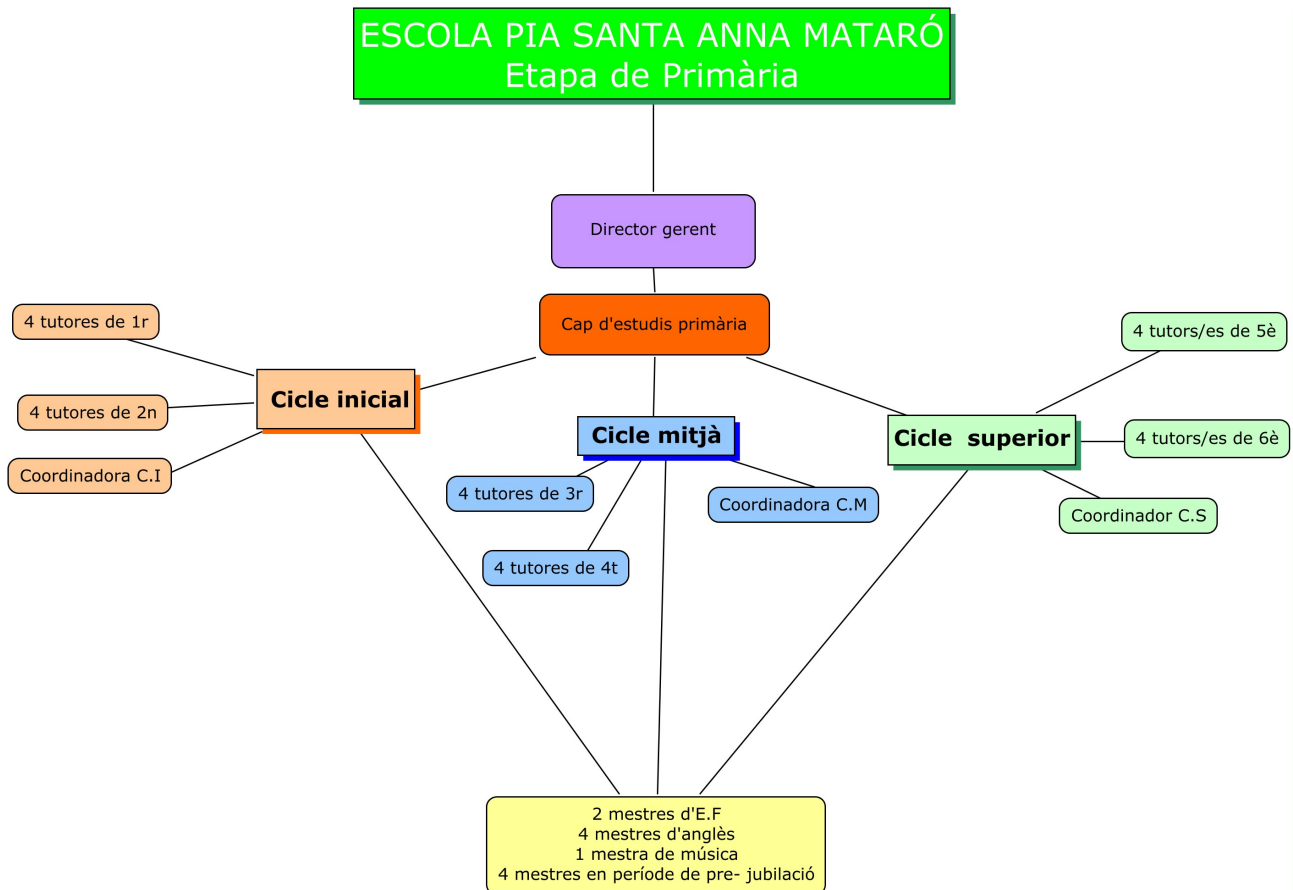 ESCOLA PIA SANTA ANNA MATARÓ
Etapa de Primària
Director gerent
Cap d'estudis primària
4 tutores de 1r
4 tutores de 2n
Coordinadora C.I
Cicle inicial
Cicle mitjà
4 tutores de 3r
4 tutores de 4t
Coordinadora C.M
Cicle  superior
4 tutors/es de 5è
4 tutors/es de 6è
Coordinador C.S
2 mestres d'E.F
4 mestres d'anglès
1 mestra de música
4 mestres en període de pre- jubilació